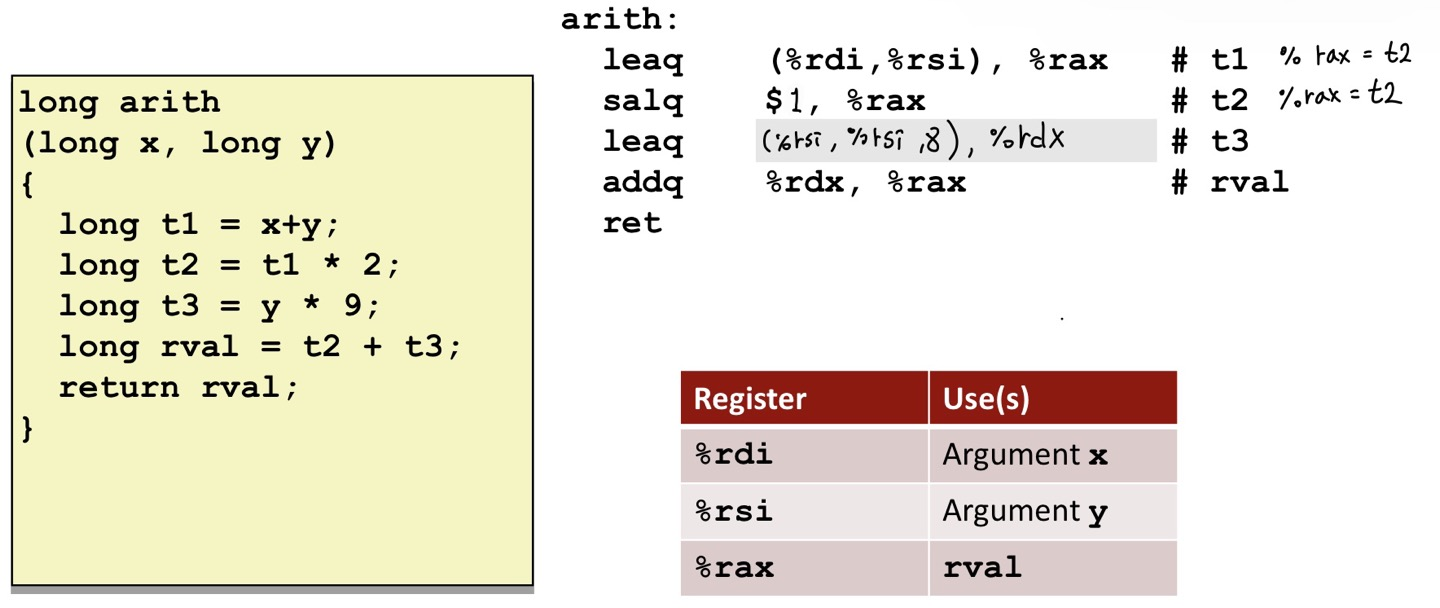 long arith
(long x, long y)
{
long t1 = x+y;
long t2 = t1 * 2;
long t3 = y * 9;
long rval = t2 + t3;
return rval;
}
arith:
leaq (%rdi,%rsi), %rax # t1 % rax = t2
salq $1, %rax # t2 %rax = t2
leaq (%rsi, %rsi ,8), %rdx # t3
addq %rdx, %rax # rval
ret
Register Use(s)
%rdi Argument x
%rsi Argument y
%rax rval